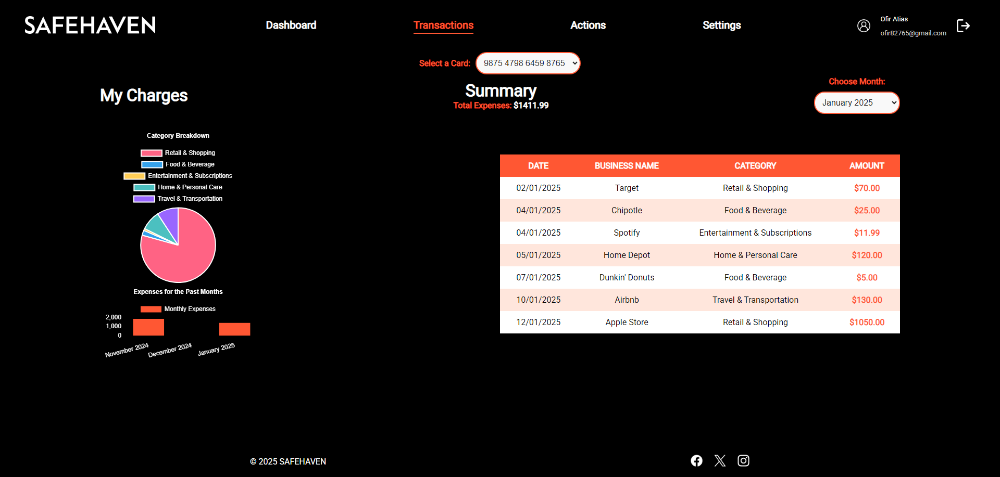 SAFEHAVEN
Dashboard
Transactions
Actions
Settings
Ofir Atias
ofir82765@gmail.com
Select a Card: 9875 4798 6459 8765
My Charges
Summary
Total Expenses: $1411.99
Choose Month:
January 2025
Category Breakdown
Retail & Shopping
Food & Beverage
Entertainment & Subscriptions
Home & Personal Care
Travel & Transportation
Expenses for the Past Months
Monthly Expenses
2,000
1,000
0
November 2024
December 2024
January 2025
DATE BUSINESS NAME CATEGORY AMOUNT
02/01/2025 Target Retail & Shopping $70.00
04/01/2025 Chipotle Food & Beverage $25.00
04/01/2025 Spotify Entertainment & Subscriptions $11.99
05/01/2025 Home Depot Home & Personal Care $120.00
07/01/2025 Dunkin' Donuts Food & Beverage $5.00
10/01/2025 Airbnb Travel & Transportation $130.00
12/01/2025 Apple Store Retail & Shopping $1050.00
© 2025 SAFEHAVEN